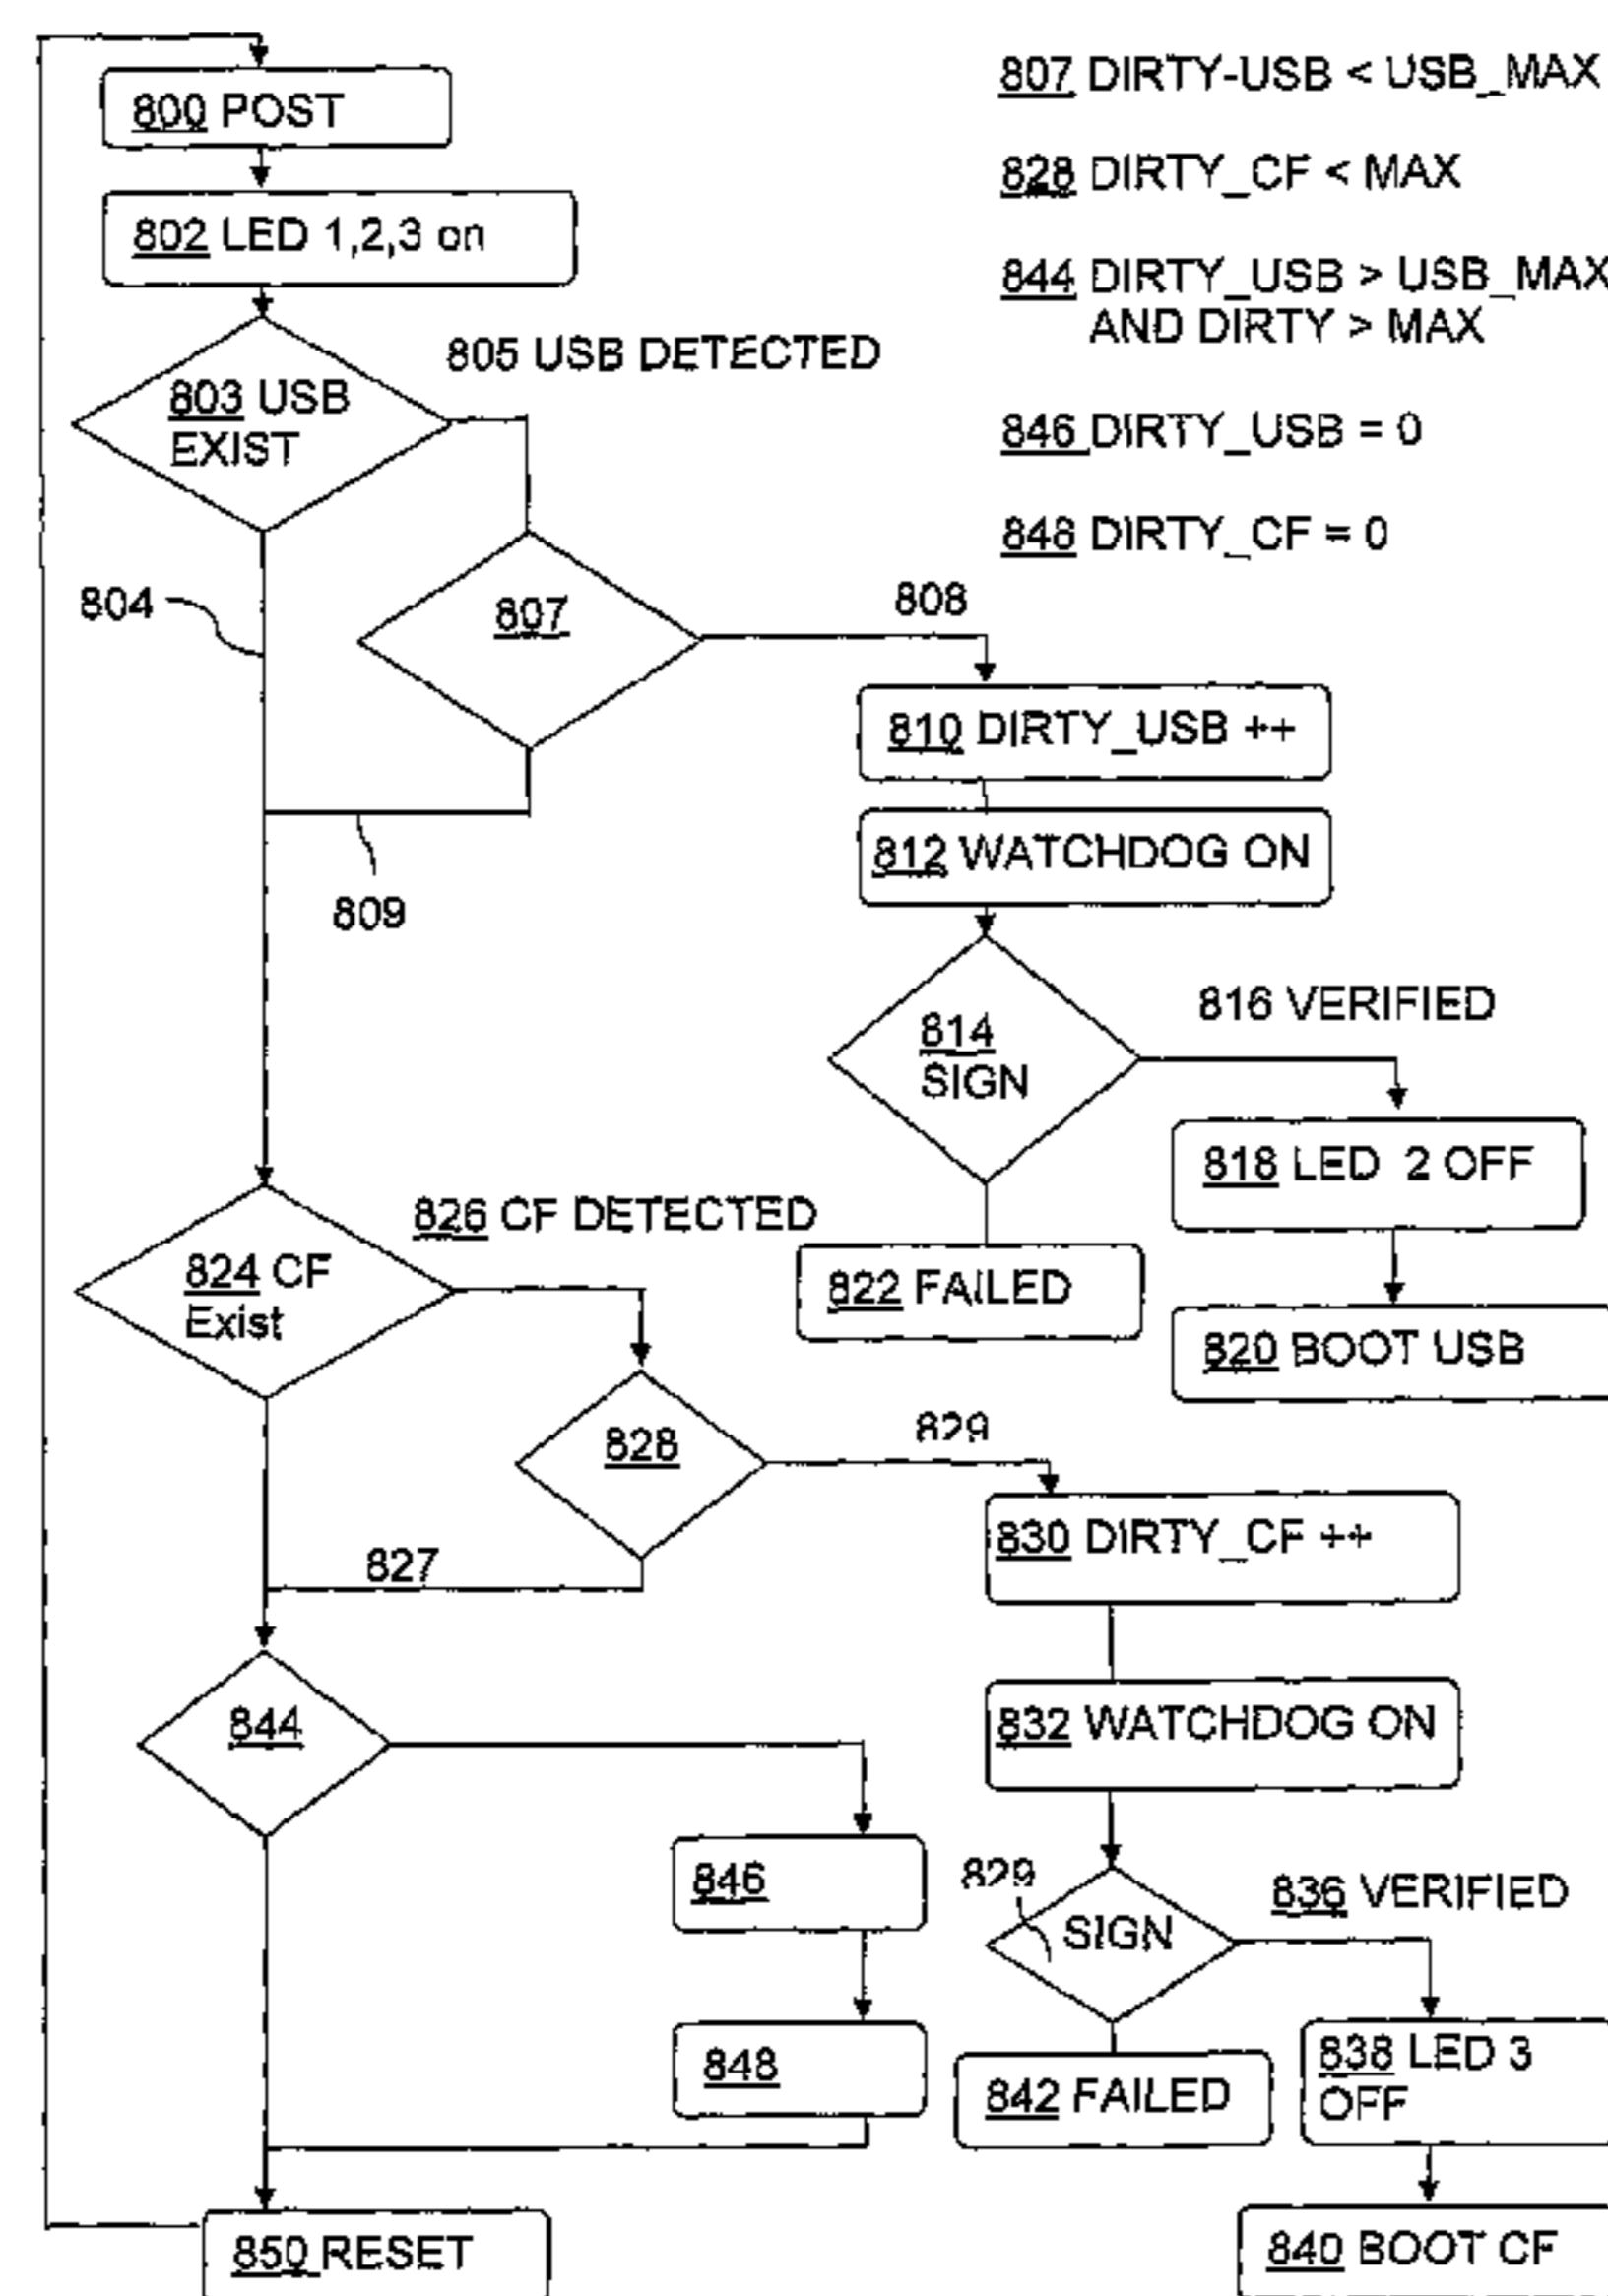 800 POST
802 LED 1,2,3 on
803 USB
EXIST
805 USB DETECTED
807 DIRTY-USB < USB_MAX
828 DIRTY_CF < MAX
844 DIRTY_USB > USB_MAX
AND DIRTY > MAX
846 DIRTY_USB = 0
848 DIRTY_CF = 0
804
807
808
809
810 DIRTY_USB ++
812 WATCHDOG ON
814
SIGN
816 VERIFIED
818 LED 2 OFF
820 BOOT USB
822 FAILED
824 CF
Exist
826 CF DETECTED
828
829
827
830 DIRTY_CF ++
832 WATCHDOG ON
844
846
848
829
SIGN
836 VERIFIED
838 LED 3
OFF
842 FAILED
840 BOOT CF
850 RESET